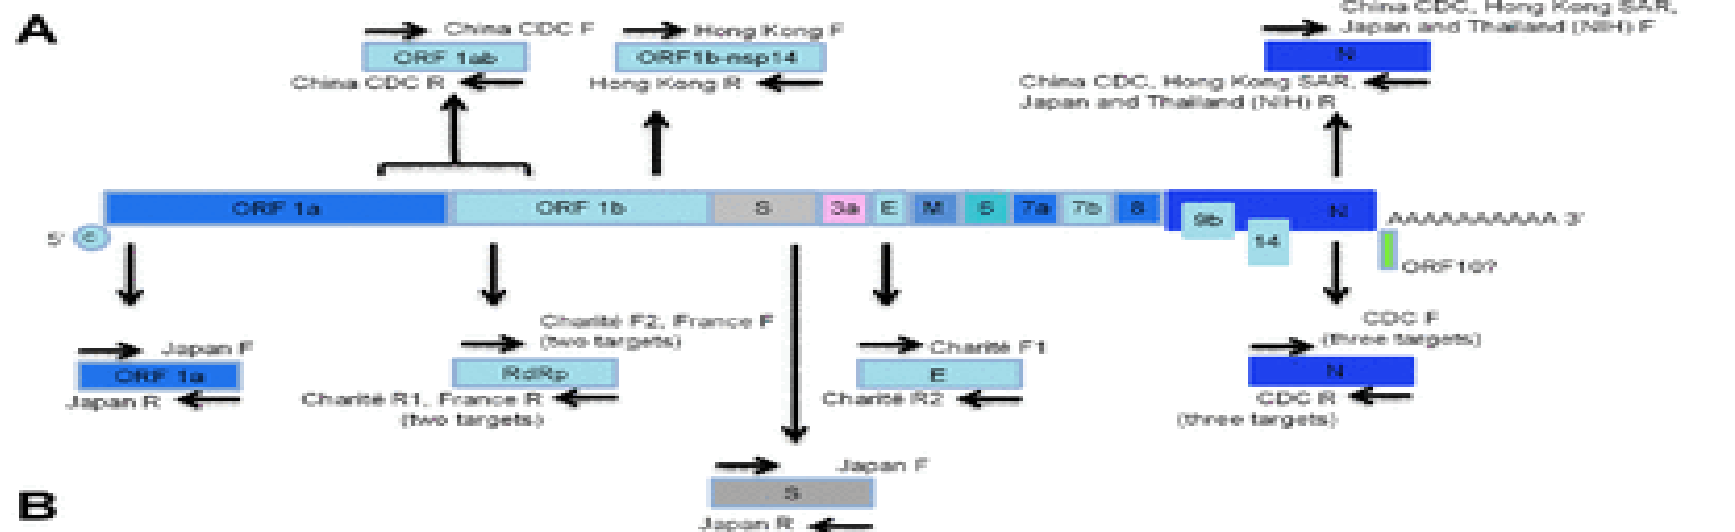 A
China CDC F
ORF 1ab
China CDC R
Hong Kong F
ORF1b-nsp14
Hong Kong R
China CDC, Hong Kong SAR,
Japan and Thailand (NIH) F
N
China CDC, Hong Kong SAR,
Japan and Thailand (NIH) R
5' C
ORF 1a
ORF 1b
S
3a
E
M
6
7a
7b
8
9b
14
N
AAAAAAAAAAA 3'
ORF10?
Japan F
ORF 1a
Japan R
Charité F2, France F
(two targets)
RdRp
Charité R1, France R
(two targets)
Charité F1
E
Charité R2
CDC F
(three targets)
N
CDC R
(three targets)
Japan F
S
Japan R
B